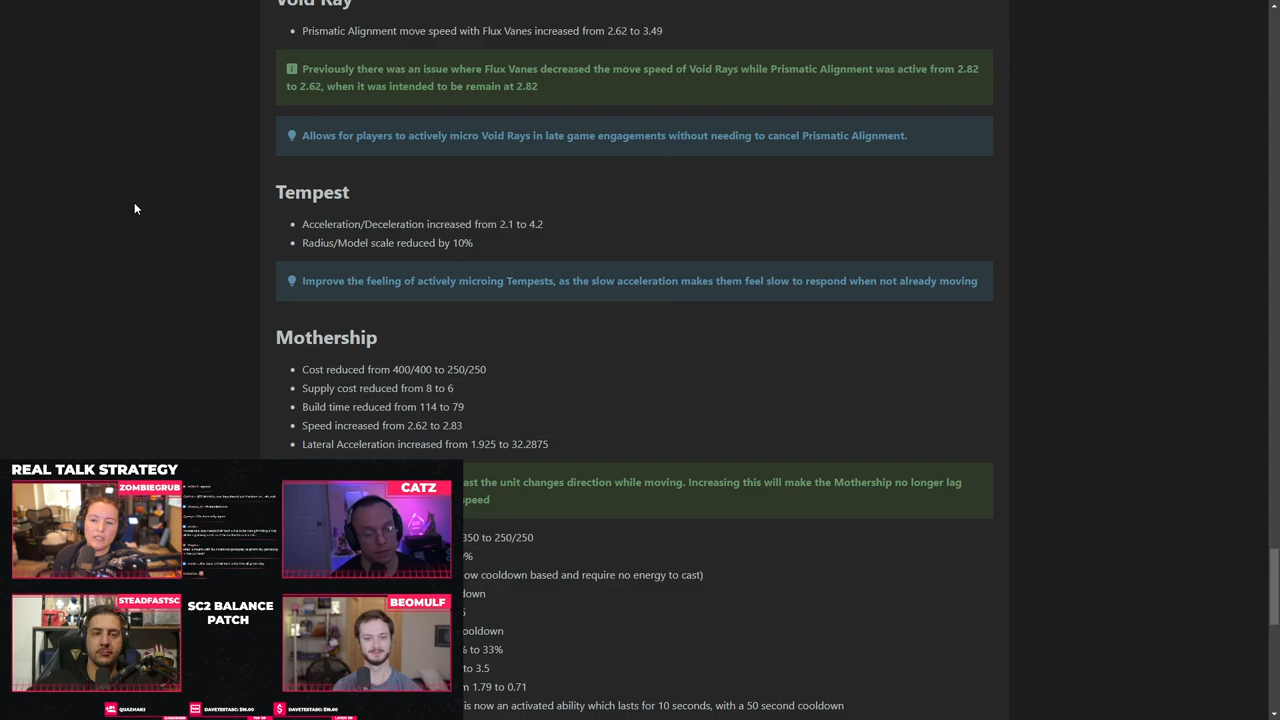 Void Ray
Prismatic Alignment move speed with Flux Vanes increased from 2.62 to 3.49
Previously there was an issue where Flux Vanes decreased the move speed of Void Rays while Prismatic Alignment was active from 2.82
to 2.62, when it was intended to be remain at 2.82
Allows for players to actively micro Void Rays in late game engagements without needing to cancel Prismatic Alignment.
Tempest
Acceleration/Deceleration increased from 2.1 to 4.2
Radius/Model scale reduced by 10%
Improve the feeling of actively microing Tempests, as the slow acceleration makes them feel slow to respond when not already moving
Mothership
Cost reduced from 400/400 to 250/250
Supply cost reduced from 8 to 6
Build time reduced from 114 to 79
Speed increased from 2.62 to 2.83
Lateral Acceleration increased from 1.925 to 32.2875
ast the unit changes direction while moving. Increasing this will make the Mothership no longer lag
speed
350 to 250/250
%
ow cooldown based and require no energy to cast)
down
5
cooldown
% to 33%
to 3.5
m 1.79 to 0.71
is now an activated ability which lasts for 10 seconds, with a 50 second cooldown
REAL TALK STRATEGY
ZOMBIEGRUB
CATZ
STEADFASTSC
SC2 BALANCE
PATCH
BEOMULF